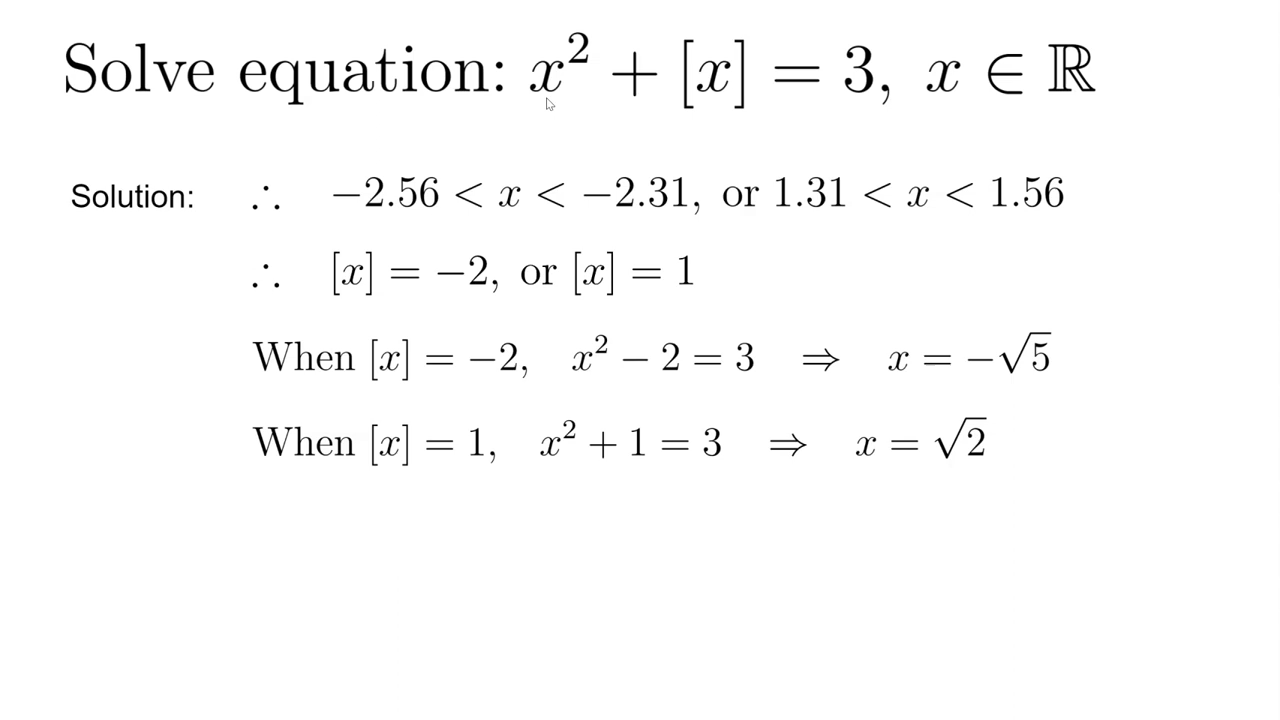 Solve equation: x² + [x] = 3, x ∈ ℝ
Solution: ∴ −2.56 < x < −2.31, or 1.31 < x < 1.56
∴ [x] = −2, or [x] = 1
When [x] = −2, x² − 2 = 3 ⇒ x = −√5
When [x] = 1, x² + 1 = 3 ⇒ x = √2